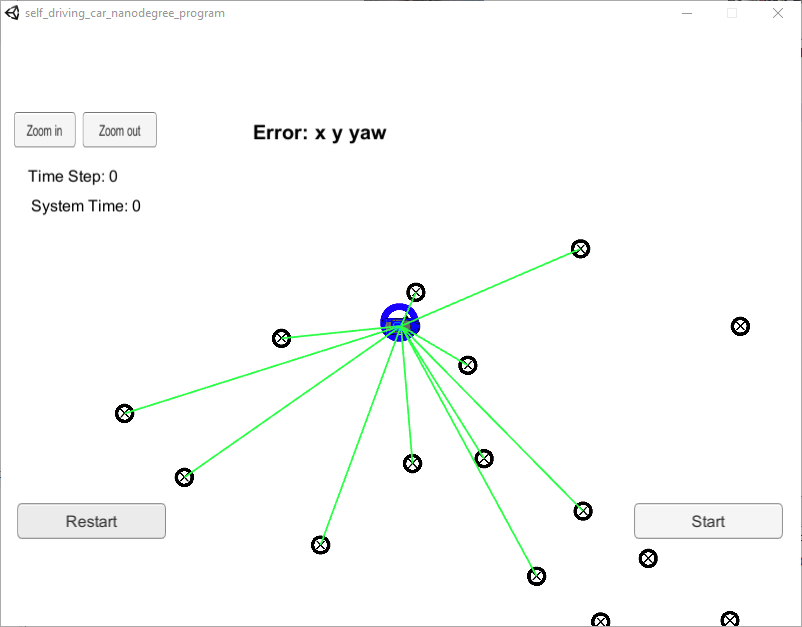 self_driving_car_nanodegree_program
Zoom in
Zoom out
Error: x y yaw
Time Step: 0
System Time: 0
Restart
Start